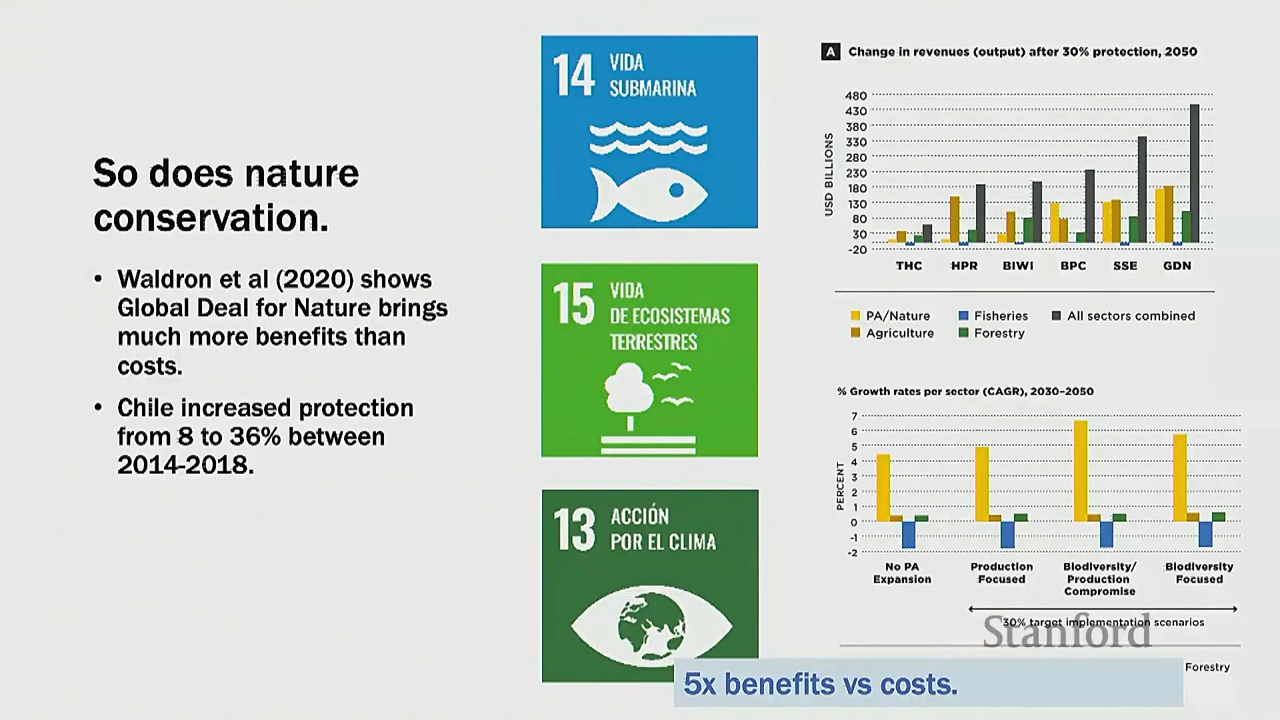 So does nature
conservation.
• Waldron et al (2020) shows
Global Deal for Nature brings
much more benefits than
costs.
• Chile increased protection
from 8 to 36% between
2014-2018.
14 VIDA
SUBMARINA
15 VIDA
DE ECOSISTEMAS
TERRESTRES
13 ACCIÓN
POR EL CLIMA
A Change in revenues (output) after 30% protection, 2050
USD BILLIONS
480
430
380
330
280
230
180
130
80
30
-20
THC HPR BIWI BPC SSE GDN
PA/Nature Fisheries All sectors combined
Agriculture Forestry
% Growth rates per sector (CAGR), 2030–2050
PERCENT
7
6
5
4
3
2
1
0
-1
-2
No PA
Expansion
Production
Focused
Biodiversity/
Production
Compromise
Biodiversity
Focused
30% target implementation scenarios
Stanford
Forestry
5x benefits vs costs.